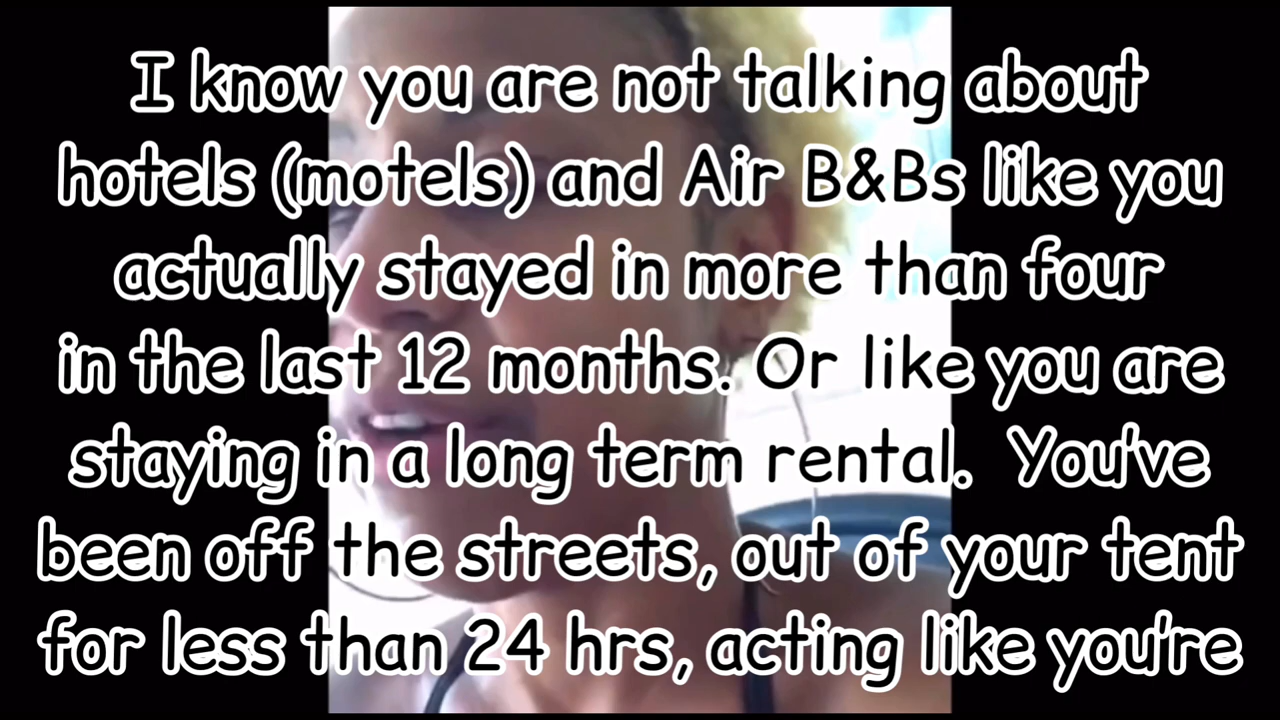 I know you are not talking about
hotels (motels) and Air B&Bs like you
actually stayed in more than four
in the last 12 months. Or like you are
staying in a long term rental. You've
been off the streets, out of your tent
for less than 24 hrs, acting like you're